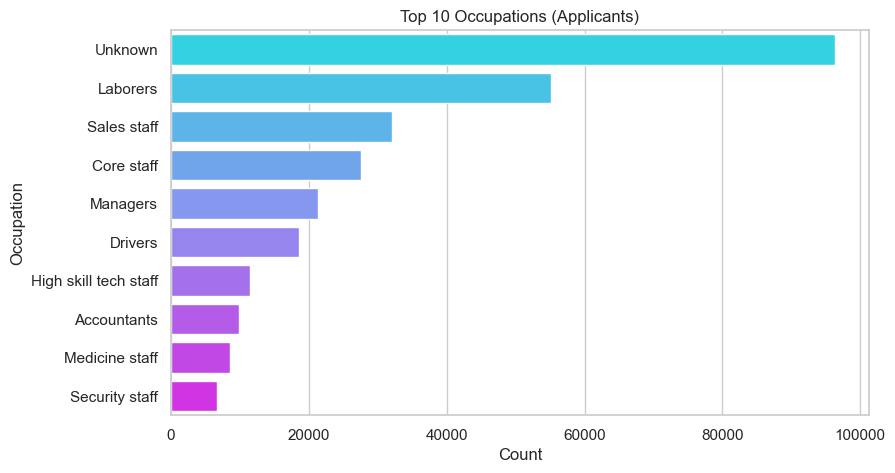 Top 10 Occupations (Applicants)
Occupation
Unknown
Laborers
Sales staff
Core staff
Managers
Drivers
High skill tech staff
Accountants
Medicine staff
Security staff
0 20000 40000 60000 80000 100000
Count